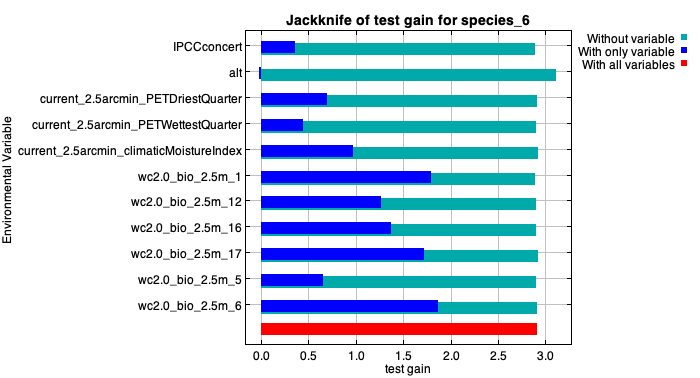 Jackknife of test gain for species_6
Without variable
With only variable
With all variables
Environmental Variable
IPCCconcert
alt
current_2.5arcmin_PETDriestQuarter
current_2.5arcmin_PETWettestQuarter
current_2.5arcmin_climaticMoistureIndex
wc2.0_bio_2.5m_1
wc2.0_bio_2.5m_12
wc2.0_bio_2.5m_16
wc2.0_bio_2.5m_17
wc2.0_bio_2.5m_5
wc2.0_bio_2.5m_6
0.0 0.5 1.0 1.5 2.0 2.5 3.0
test gain